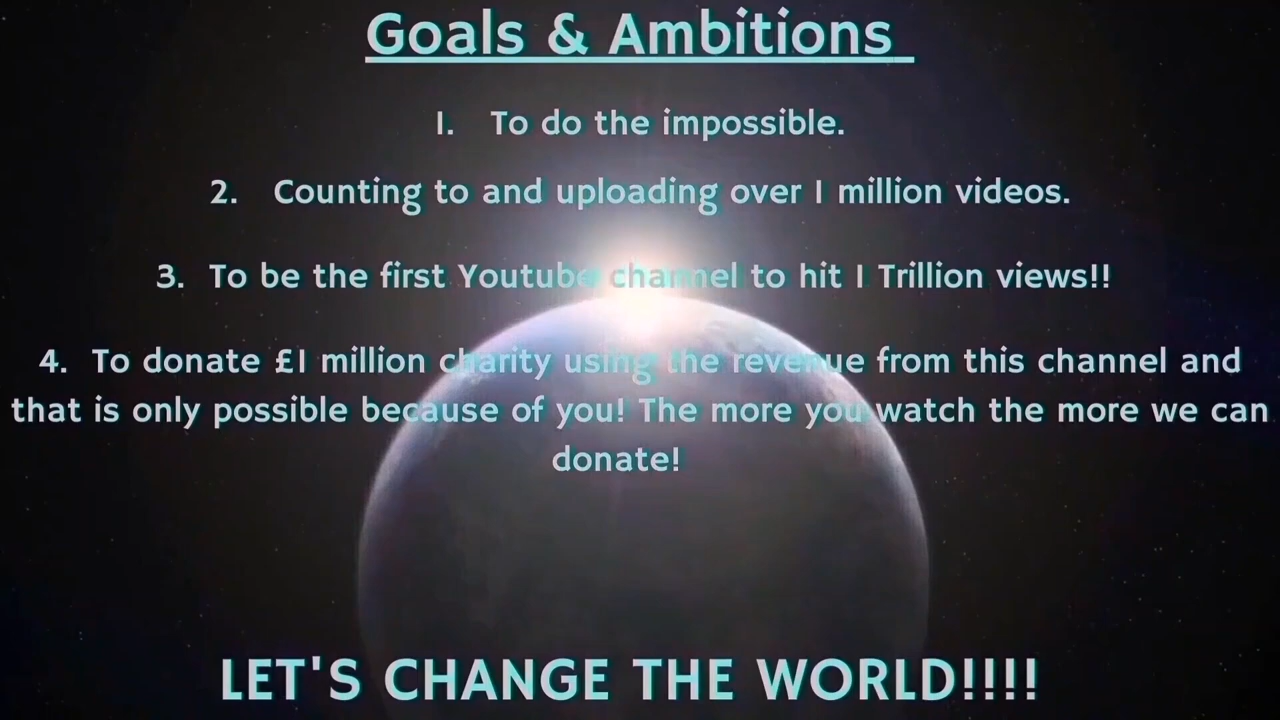 Goals & Ambitions
1. To do the impossible.
2. Counting to and uploading over 1 million videos.
3. To be the first Youtube channel to hit 1 Trillion views!!
4. To donate £1 million charity using the revenue from this channel and
that is only possible because of you! The more you watch the more we can
donate!
LET'S CHANGE THE WORLD!!!!